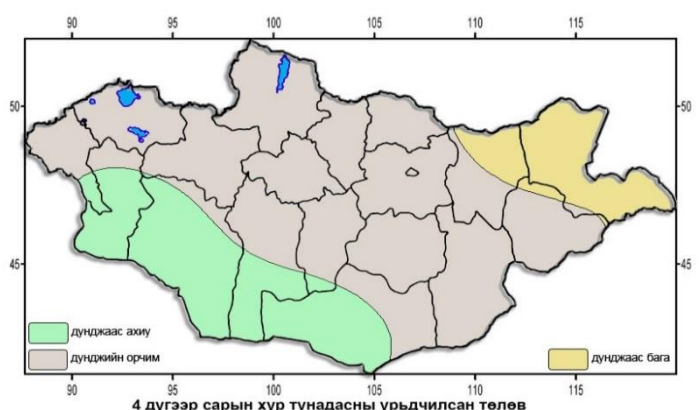 90 95 100 105 110 115
50 50
45 45
дунджаас ахиу
дунджийн орчим
дунджаас бага
90 95 100 105 110 115
4 дүгээр сарын хур тунадасны урьдчилсан төлөв